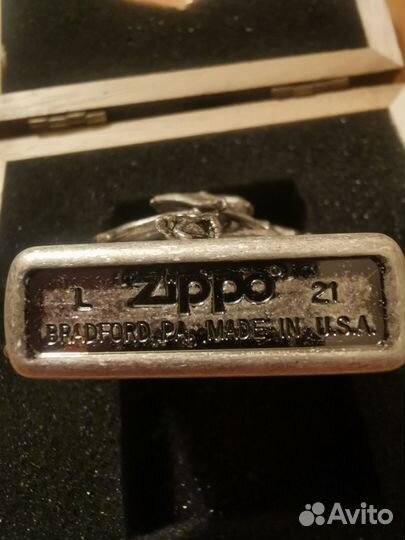 L "Zippo" 21
BRADFORD, PA. MADE IN U.S.A.
Avito